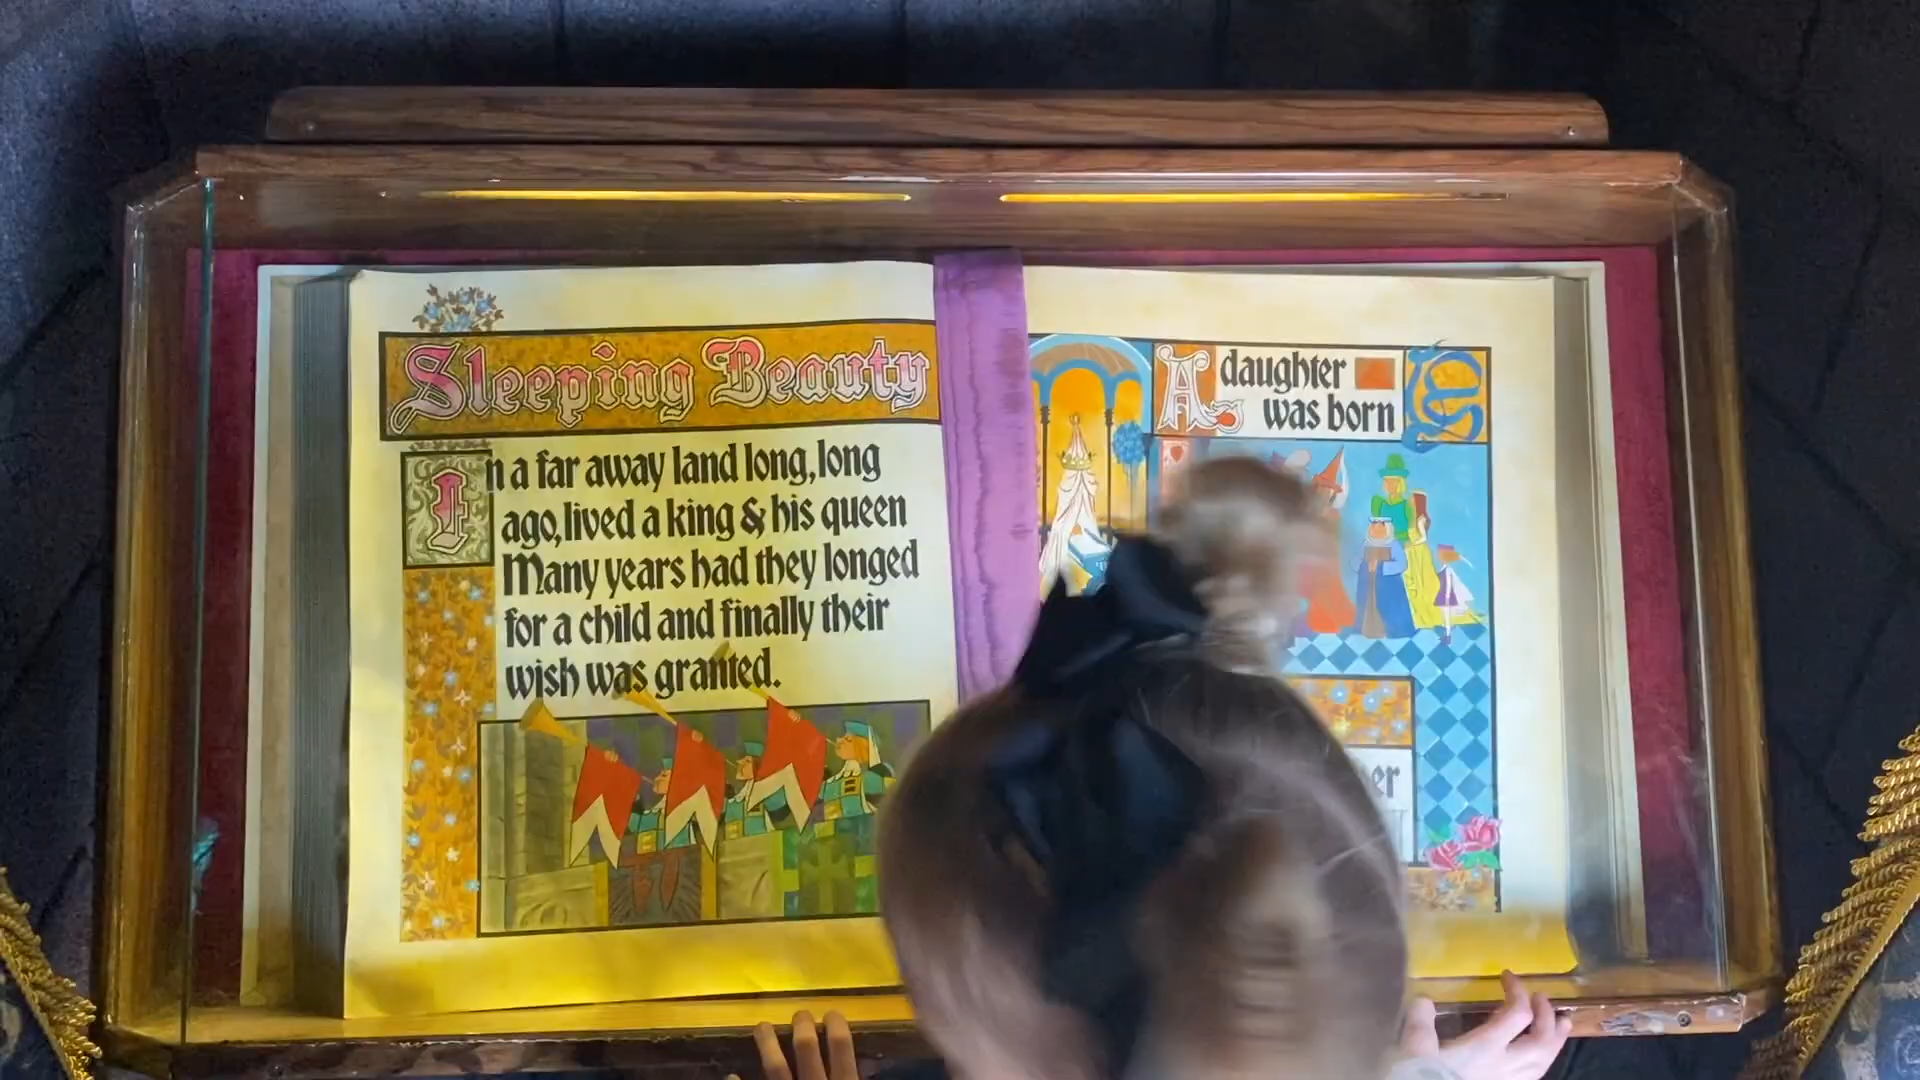 Sleeping Beauty
In a far away land long, long
ago, lived a king & his queen
Many years had they longed
for a child and finally their
wish was granted.
A daughter
was born